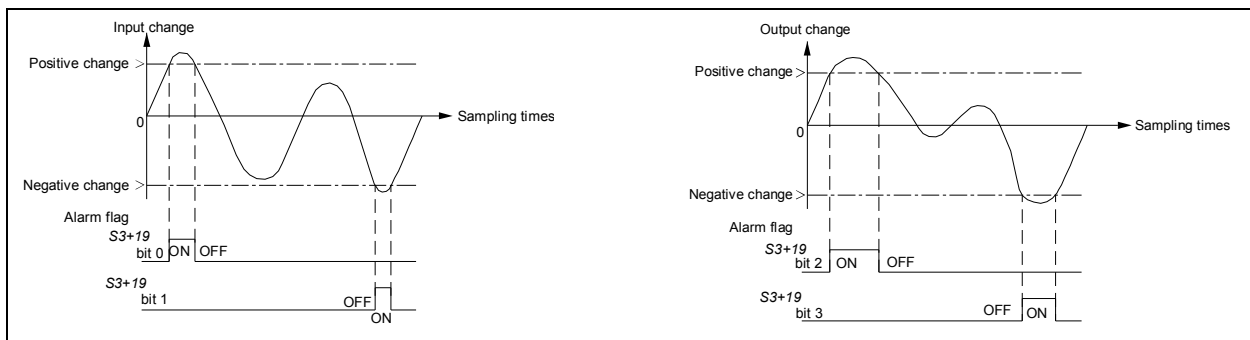 Input change
Positive change >
0
Sampling times
Negative change >
Alarm flag
S3+19
bit 0 ON OFF
S3+19
bit 1 OFF
ON
Output change
Positive change >
0
Sampling times
Negative change >
Alarm flag
S3+19
bit 2 ON OFF
S3+19
bit 3 OFF ON